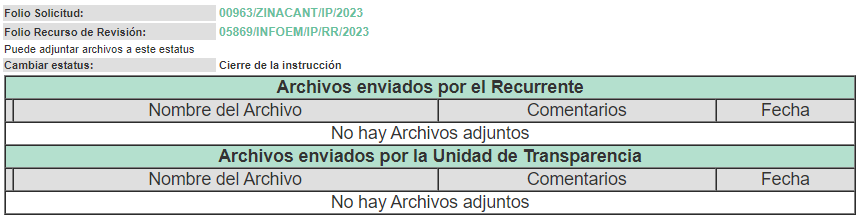 Folio Solicitud: 00963/ZINACANT/IP/2023
Folio Recurso de Revisión: 05869/INFOEM/IP/RR/2023
Puede adjuntar archivos a este estatus
Cambiar estatus: Cierre de la instrucción
Archivos enviados por el Recurrente
Nombre del Archivo Comentarios Fecha
No hay Archivos adjuntos
Archivos enviados por la Unidad de Transparencia
Nombre del Archivo Comentarios Fecha
No hay Archivos adjuntos